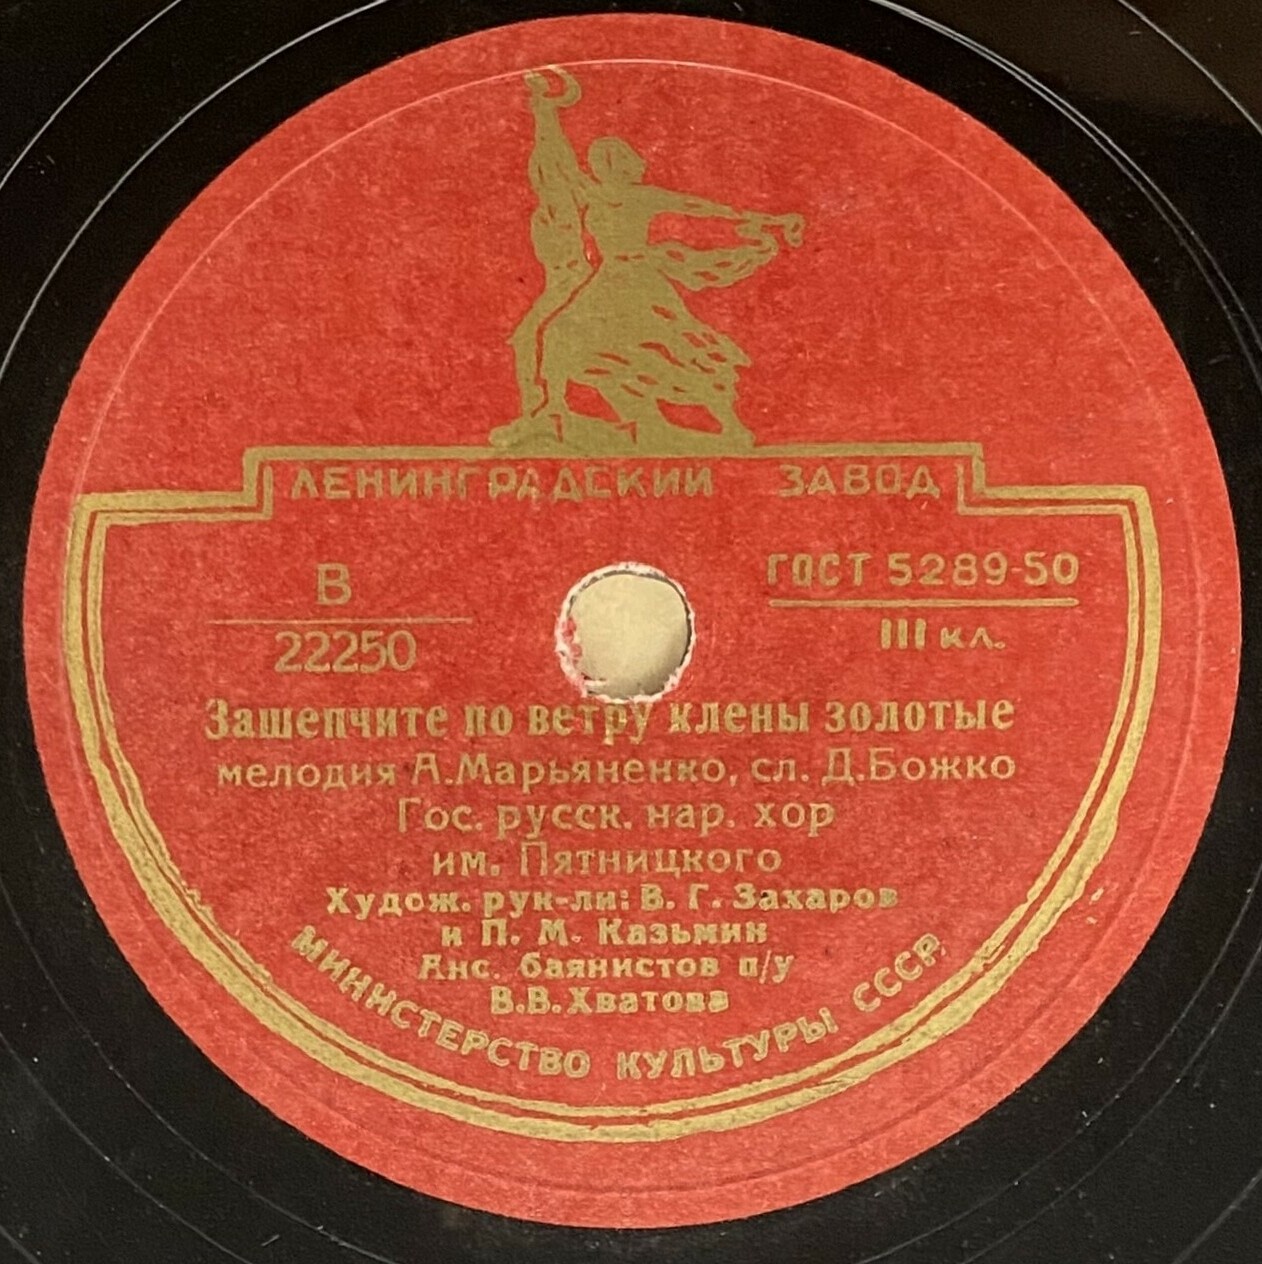 ЛЕНИНГРАДСКИЙ ЗАВОД
В
22250
ГОСТ 5289-50
III кл.
Зашепчите по ветру клены золотые
мелодия А.Марьяненко, сл. Д.Божко
Гос. русск. нар. хор
им. Пятницкого
Худож. рук-ли: В. Г. Захаров
и П. М. Казьмин
Анс. баянистов п/у
В.В.Хватова
МИНИСТЕРСТВО КУЛЬТУРЫ СССР